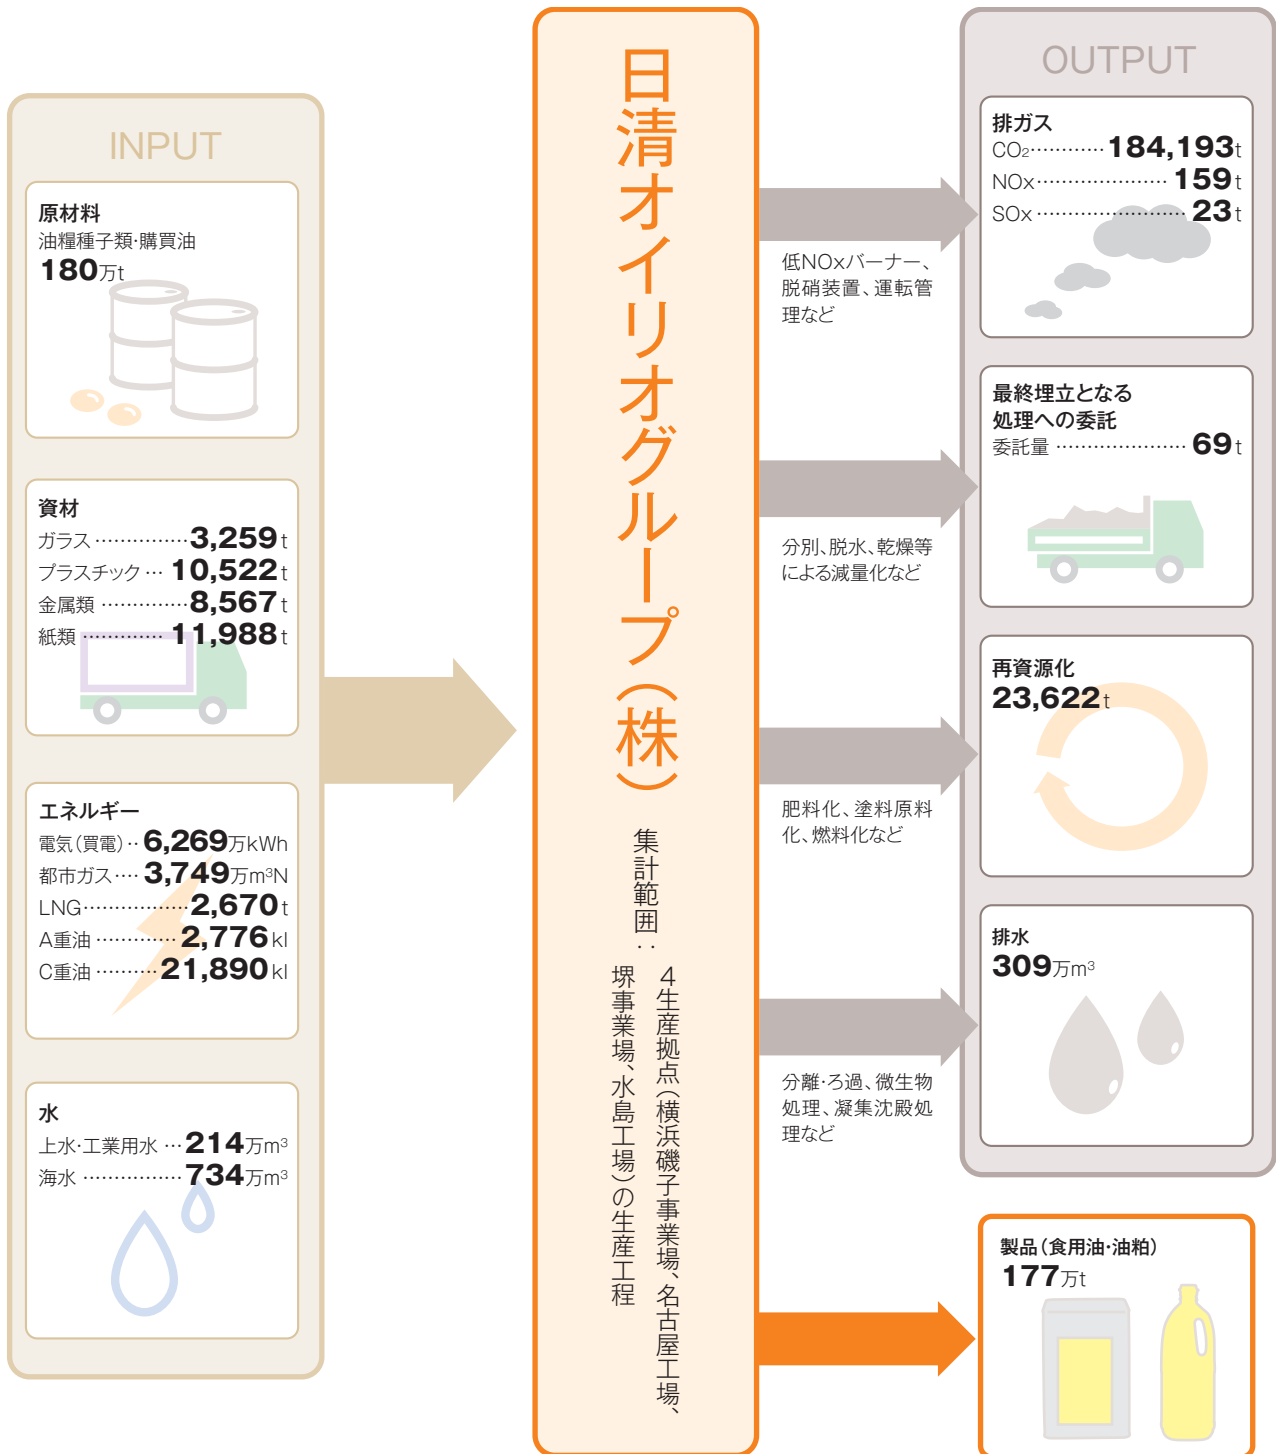 INPUT
原材料
油糧種子類・購買油
180万t
資材
ガラス ················3,259t
プラスチック··· 10,522t
金属類 ···············8,567t
紙類 ············· 11,988t
エネルギー
電気(買電)·· 6,269万kWh
都市ガス···· 3,749万m³N
LNG·················· 2,670t
A重油 ············· 2,776kl
C重油 ·········· 21,890kl
水
上水・工業用水 ··· 214万m³
海水 ················· 734万m³
日清オイリオグループ(株)
集計範囲:
4生産拠点(横浜磯子事業場、名古屋工場、
堺事業場、水島工場)の生産工程
低NOxバーナー、
脱硝装置、運転管
理など
分別、脱水、乾燥等
による減量化など
肥料化、塗料原料
化、燃料化など
分離・ろ過、微生物
処理、凝集沈殿処
理など
OUTPUT
排ガス
CO₂············ 184,193t
NOx····················· 159t
SOx························ 23t
最終埋立となる
処理への委託
委託量 ····················· 69t
再資源化
23,622t
排水
309万m³
製品(食用油・油粕)
177万t